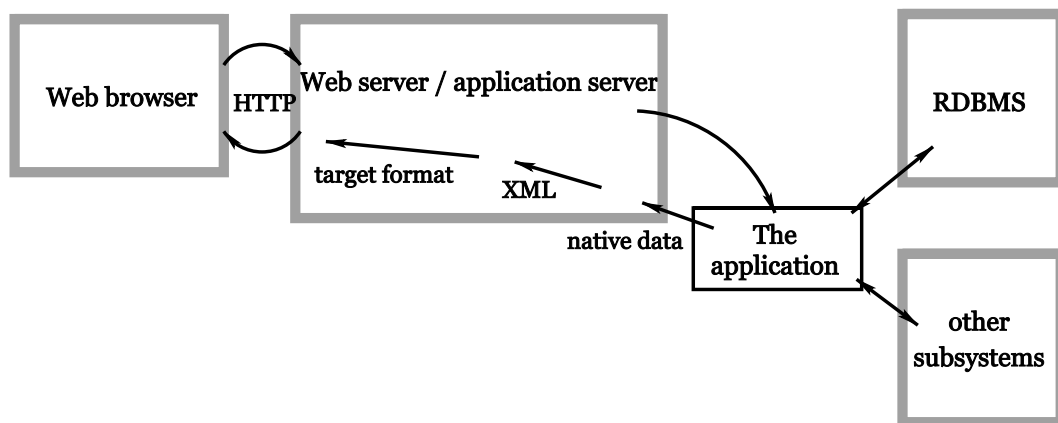 Web browser
HTTP
Web server / application server
target format
XML
native data
The
application
RDBMS
other
subsystems